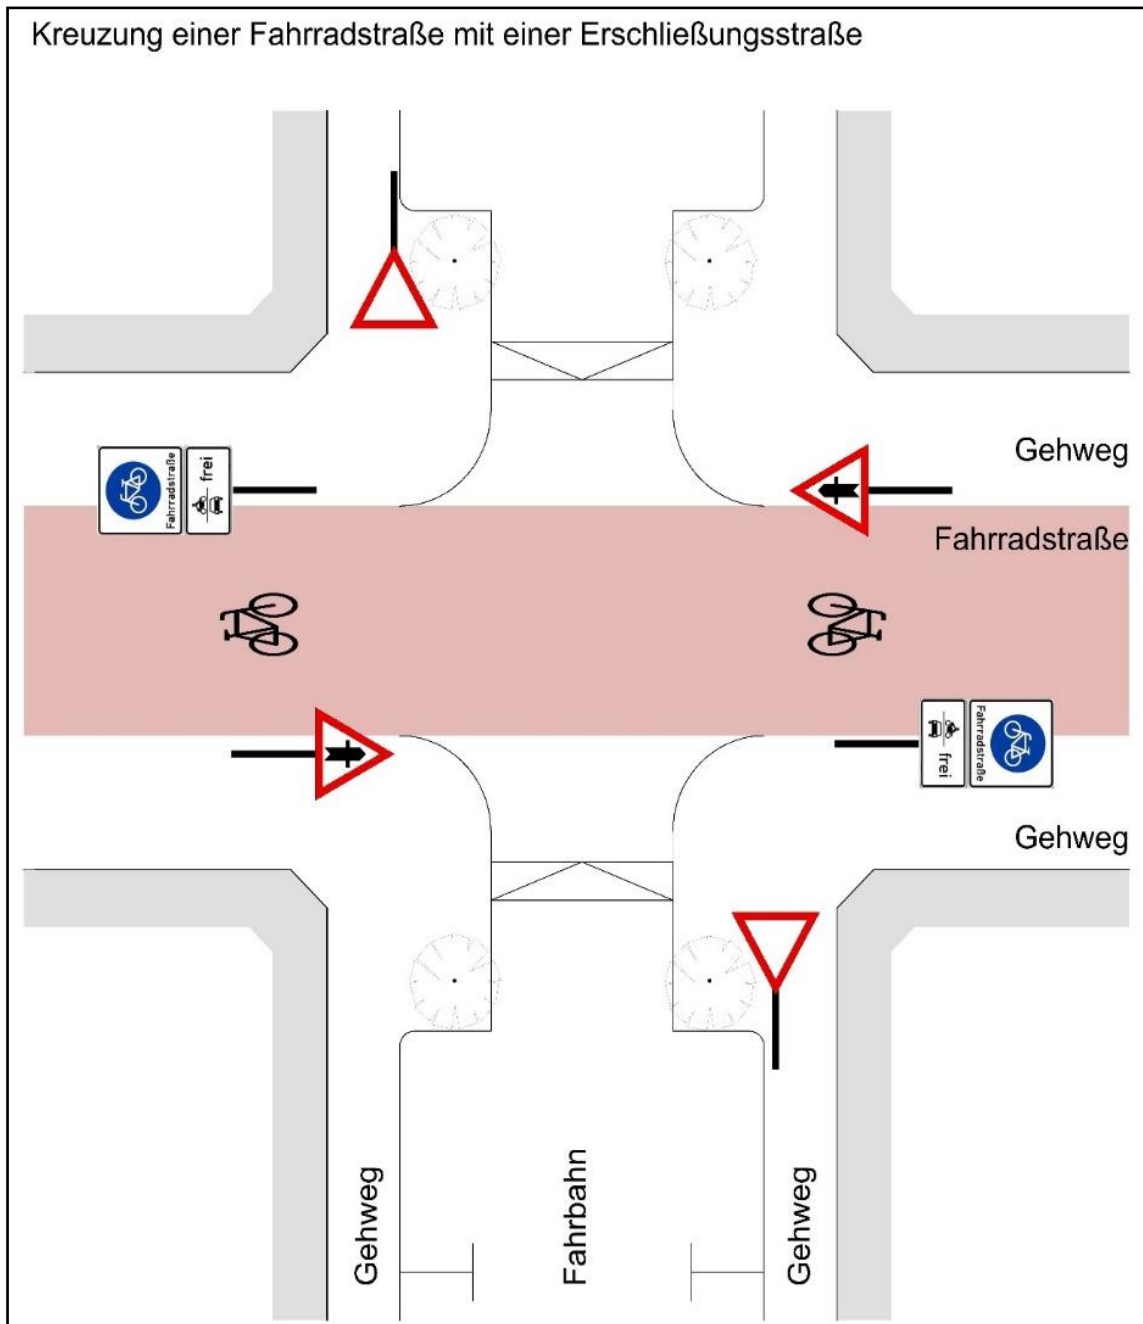 Kreuzung einer Fahrradstraße mit einer Erschließungsstraße
Gehweg
Fahrradstraße
frei
Fahrradstraße
Fahrradstraße
frei
Gehweg
Gehweg
Fahrbahn
Gehweg